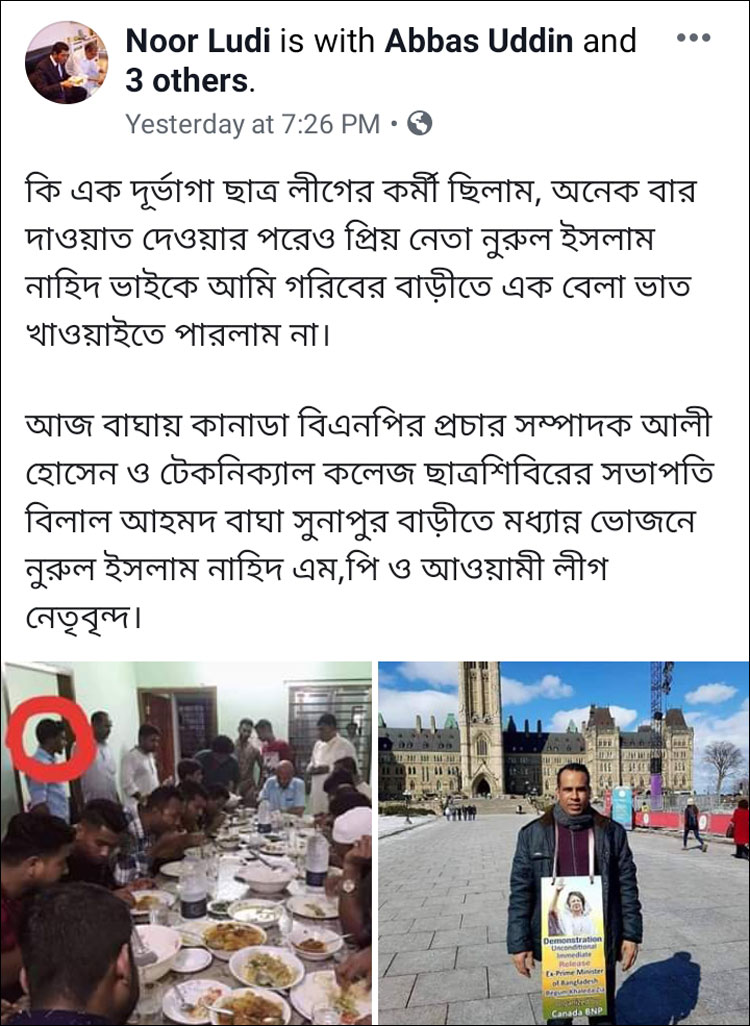 Noor Ludi is with Abbas Uddin and
3 others.
Yesterday at 7:26 PM •
কি এক দূর্ভাগা ছাত্র লীগের কর্মী ছিলাম, অনেক বার
দাওয়াত দেওয়ার পরেও প্রিয় নেতা নুরুল ইসলাম
নাহিদ ভাইকে আমি গরিবের বাড়ীতে এক বেলা ভাত
খাওয়াইতে পারলাম না।
আজ বাঘায় কানাডা বিএনপির প্রচার সম্পাদক আলী
হোসেন ও টেকনিক্যাল কলেজ ছাত্রশিবিরের সভাপতি
বিলাল আহমদ বাঘা সুনাপুর বাড়ীতে মধ্যান্ন ভোজনে
নুরুল ইসলাম নাহিদ এম,পি ও আওয়ামী লীগ
নেতৃবৃন্দ।
Demonstration
Unconditional
Immediate
Release
Ex-Prime Minister
of Bangladesh
Begum Khaleda Zia
Canada BNP